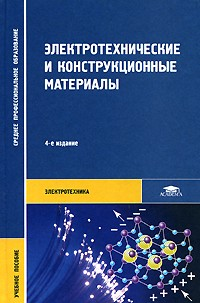 СРЕДНЕЕ ПРОФЕССИОНАЛЬНОЕ ОБРАЗОВАНИЕ
УЧЕБНОЕ ПОСОБИЕ
ЭЛЕКТРОТЕХНИЧЕСКИЕ
И КОНСТРУКЦИОННЫЕ
МАТЕРИАЛЫ
4-е издание
ЭЛЕКТРОТЕХНИКА
ACADEMA